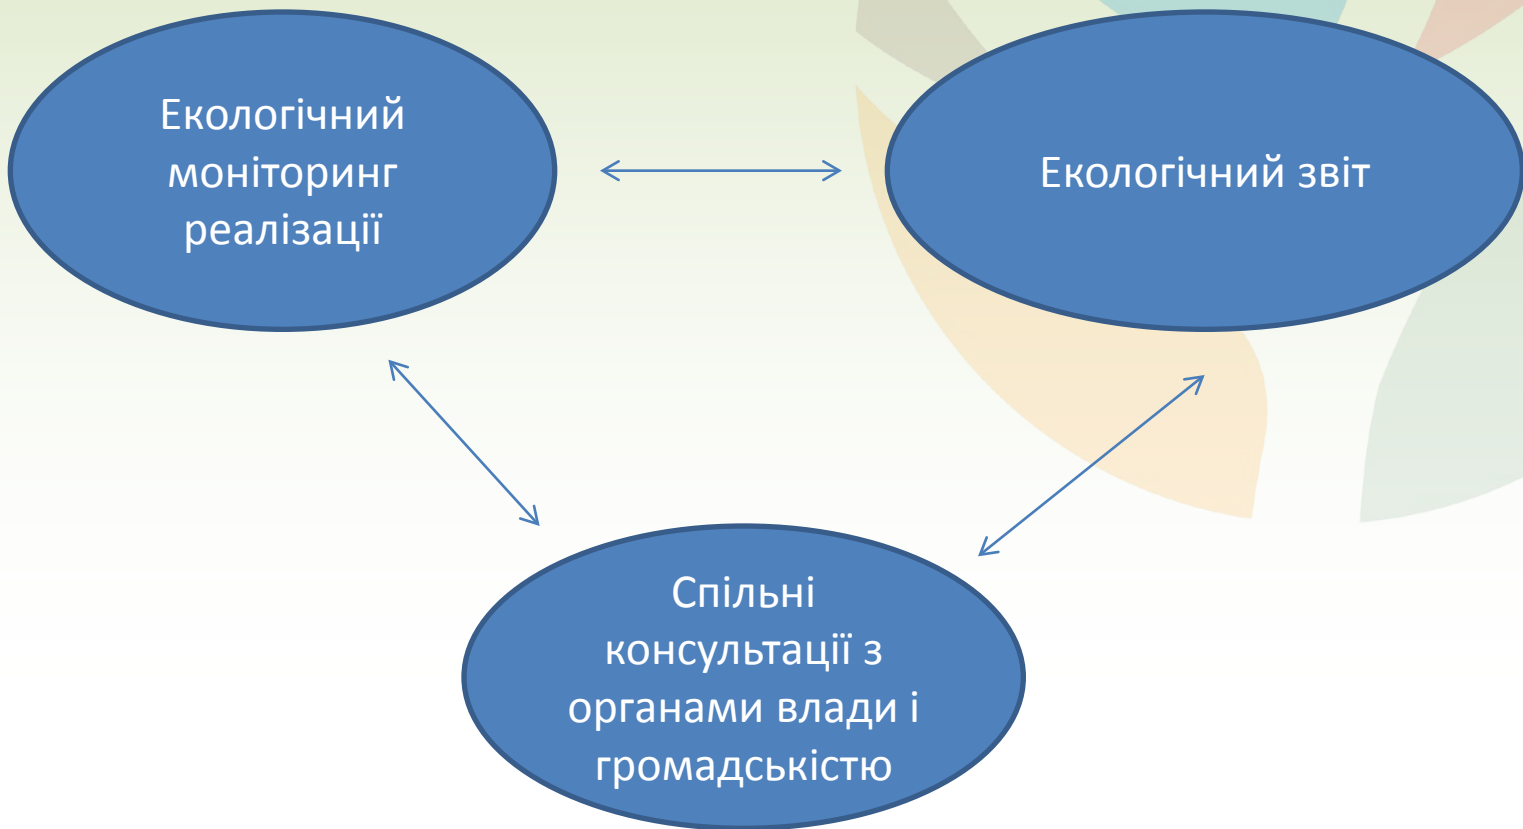 Екологічний
моніторинг
реалізації
Екологічний звіт
Спільні
консультації з
органами влади і
громадськістю